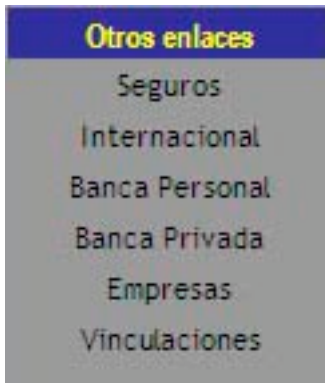 Otros enlaces
Seguros
Internacional
Banca Personal
Banca Privada
Empresas
Vinculaciones